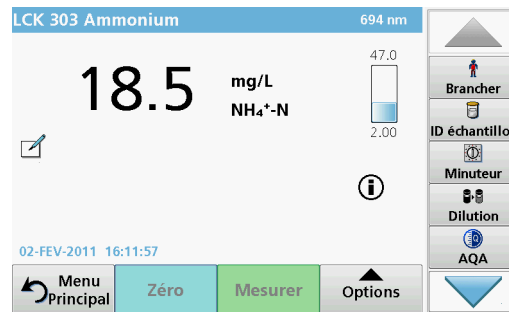 LCK 303 Ammonium 694 nm
47.0
18.5 mg/L
NH₄⁺-N
2.00
02-FEV-2011 16:11:57
Menu
Principal
Zéro
Mesurer
Options
Brancher
ID échantillo
Minuteur
Dilution
AQA